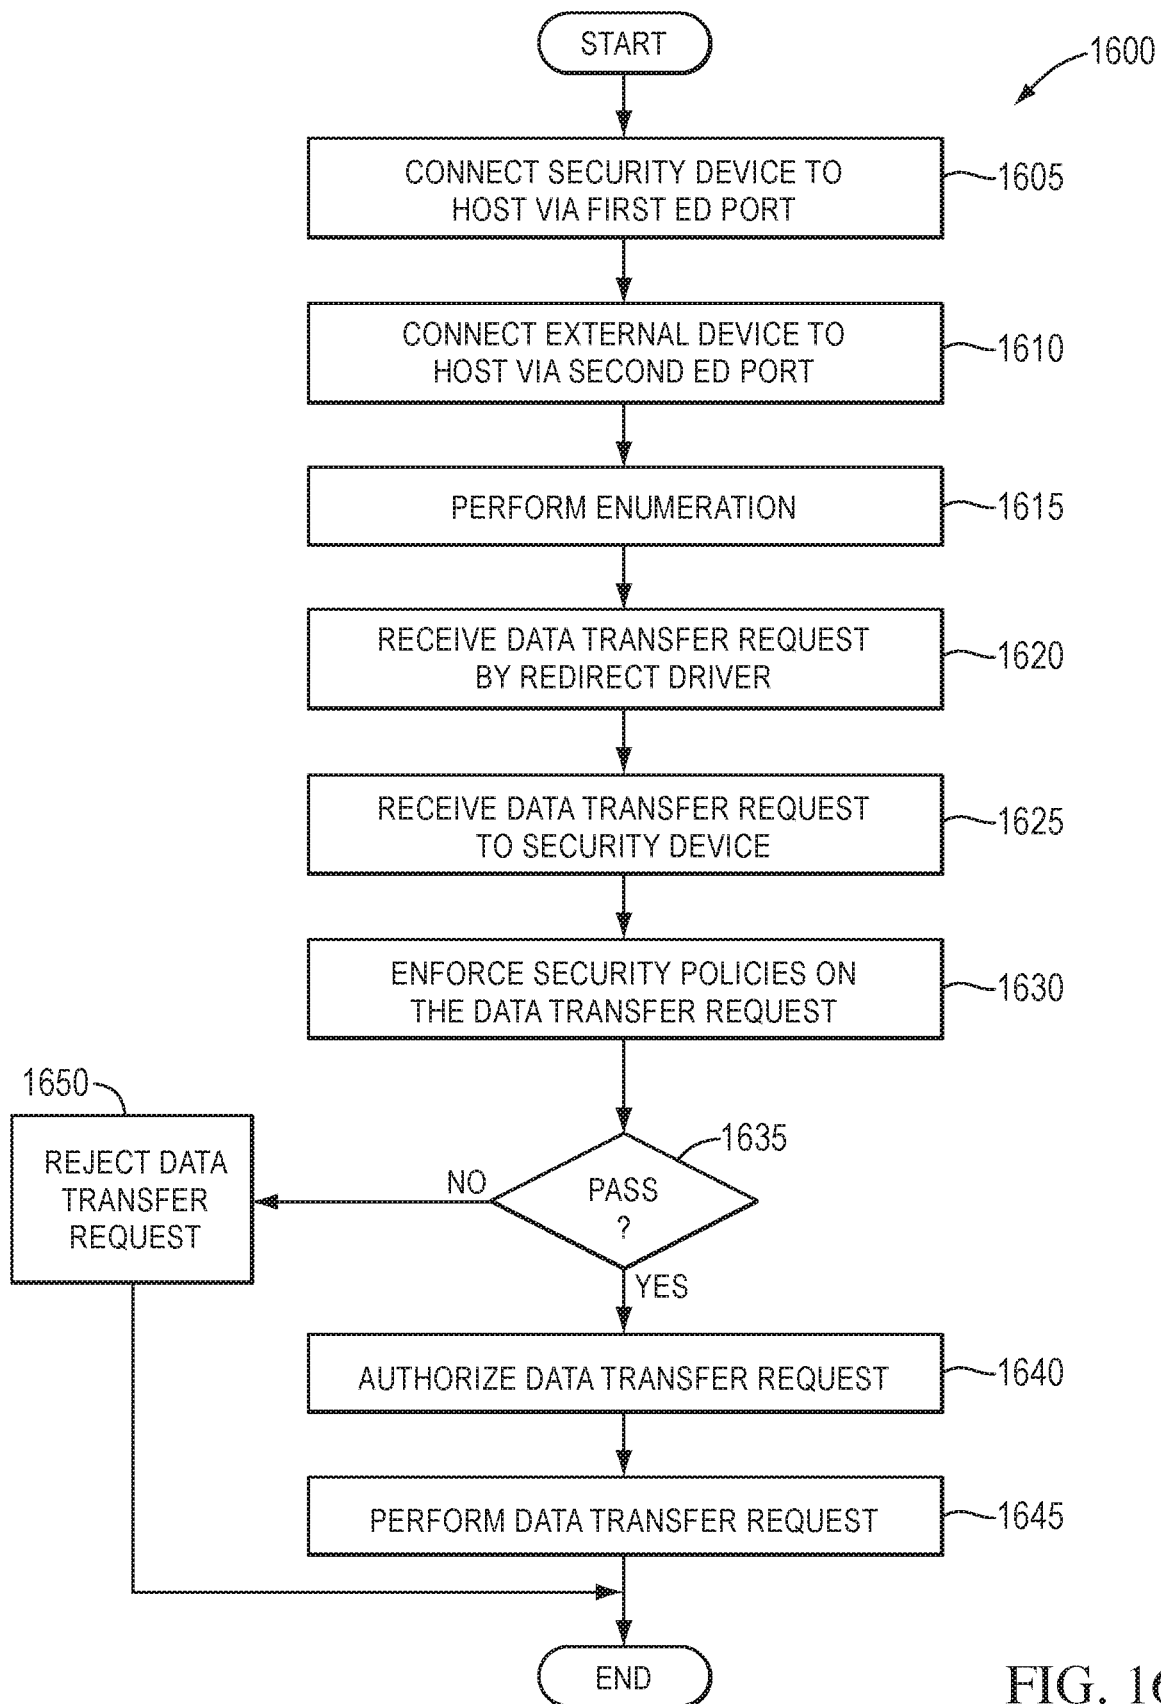 START
1600
CONNECT SECURITY DEVICE TO
HOST VIA FIRST ED PORT
1605
CONNECT EXTERNAL DEVICE TO
HOST VIA SECOND ED PORT
1610
PERFORM ENUMERATION
1615
RECEIVE DATA TRANSFER REQUEST
BY REDIRECT DRIVER
1620
RECEIVE DATA TRANSFER REQUEST
TO SECURITY DEVICE
1625
ENFORCE SECURITY POLICIES ON
THE DATA TRANSFER REQUEST
1630
1650
REJECT DATA
TRANSFER
REQUEST
NO
PASS
?
1635
YES
AUTHORIZE DATA TRANSFER REQUEST
1640
PERFORM DATA TRANSFER REQUEST
1645
END
FIG. 16